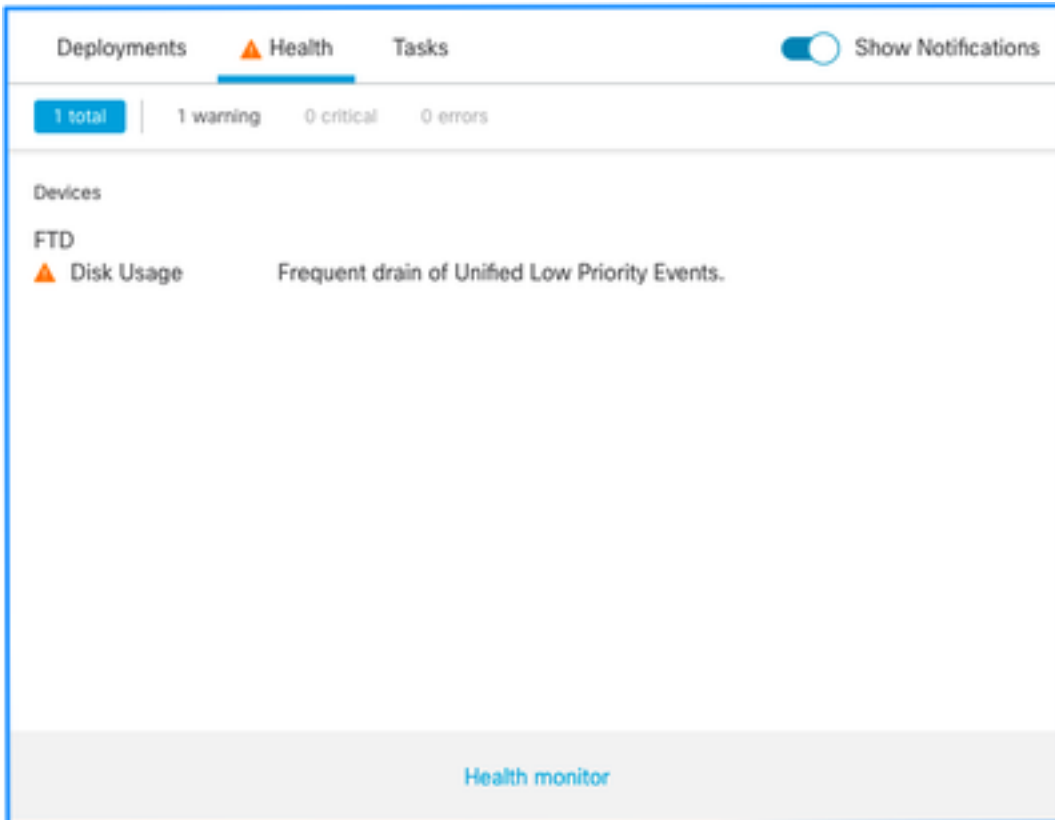 Deployments Health Tasks Show Notifications
1 total 1 warning 0 critical 0 errors
Devices
FTD
Disk Usage Frequent drain of Unified Low Priority Events.
Health monitor